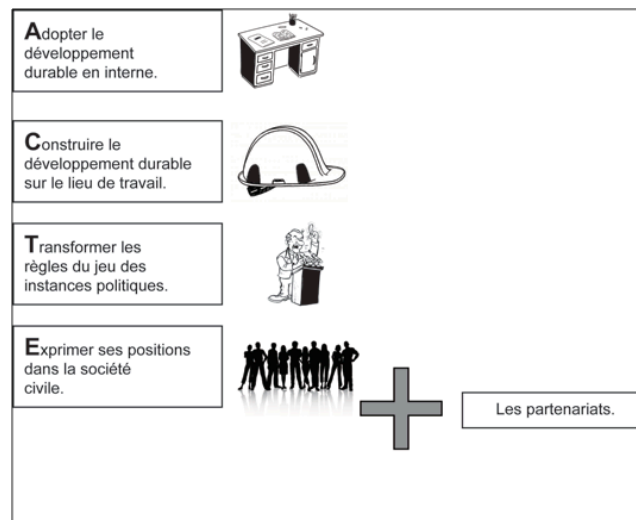 Adopter le
développement
durable en interne.
Construire le
développement durable
sur le lieu de travail.
Transformer les
règles du jeu des
instances politiques.
Exprimer ses positions
dans la société
civile.
Les partenariats.